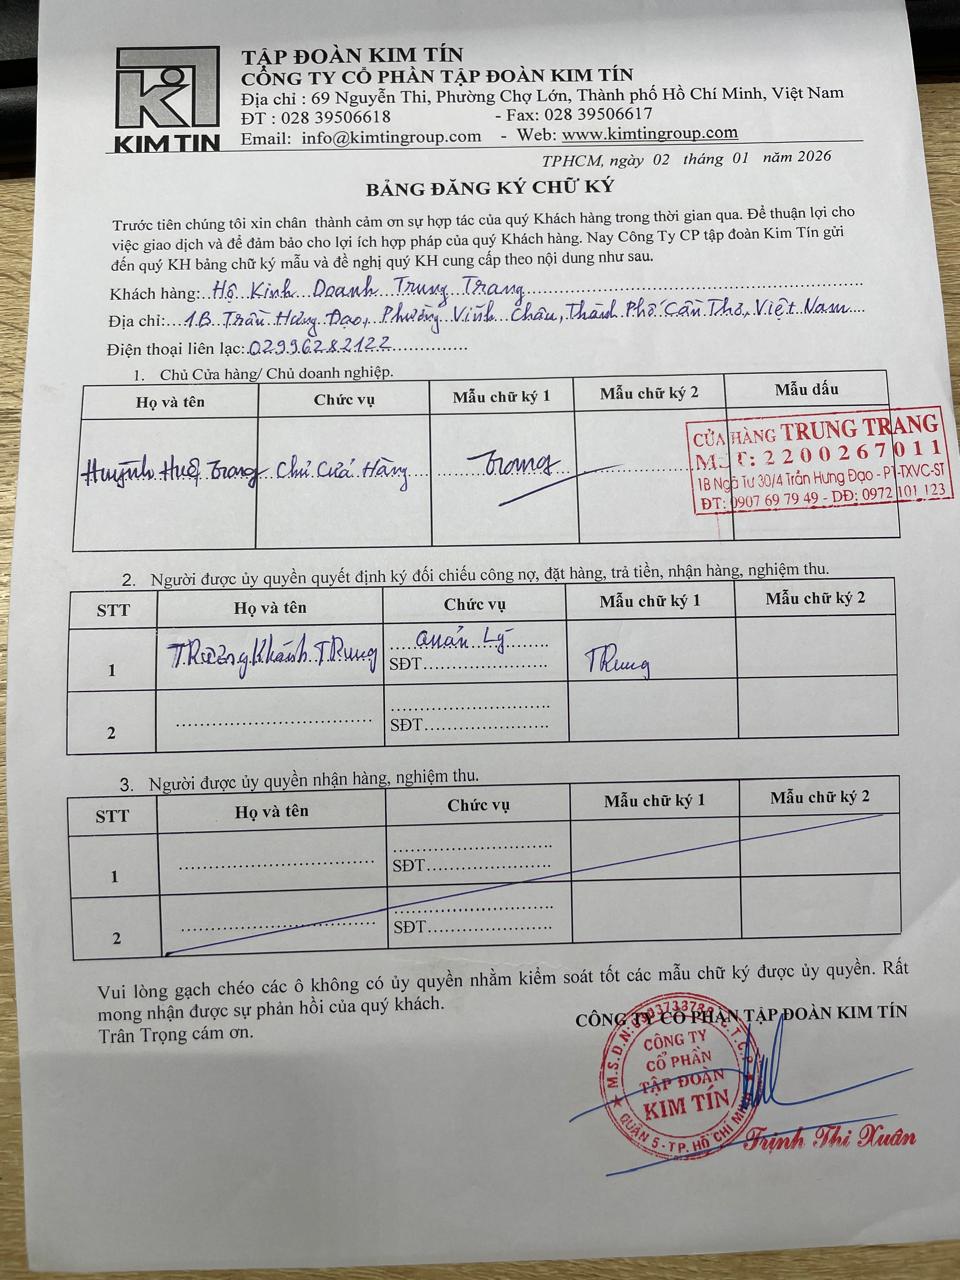 KIM TIN
TẬP ĐOÀN KIM TÍN
CÔNG TY CỔ PHẦN TẬP ĐOÀN KIM TÍN
Địa chỉ : 69 Nguyễn Thi, Phường Chợ Lớn, Thành phố Hồ Chí Minh, Việt Nam
ĐT : 028 39506618 - Fax: 028 39506617
Email: info@kimtingroup.com - Web: www.kimtingroup.com
TPHCM, ngày 02 tháng 01 năm 2026
BẢNG ĐĂNG KÝ CHỮ KÝ
Trước tiên chúng tôi xin chân thành cảm ơn sự hợp tác của quý Khách hàng trong thời gian qua. Để thuận lợi cho
việc giao dịch và để đảm bảo cho lợi ích hợp pháp của quý Khách hàng. Nay Công Ty CP tập đoàn Kim Tín gửi
đến quý KH bảng chữ ký mẫu và đề nghị quý KH cung cấp theo nội dung như sau.
Khách hàng: Hộ Kinh Doanh Trung Trang
Địa chỉ: 1B Trần Hưng Đạo, Phường Vĩnh Châu, Thành Phố Cần Thơ, Việt Nam
Điện thoại liên lạc: 02996282122
1. Chủ Cửa hàng/ Chủ doanh nghiệp.
Họ và tên Chức vụ Mẫu chữ ký 1 Mẫu chữ ký 2 Mẫu dấu
Huỳnh Huệ Trang Chủ Cửa Hàng Trang
CỬA HÀNG TRUNG TRANG
MST: 2200267011
1B Ngã Tư 30/4 Trần Hưng Đạo - P1-TXVC-ST
ĐT: 0907 69 79 49 - DĐ: 0972 101 123
2. Người được ủy quyền quyết định ký đối chiếu công nợ, đặt hàng, trả tiền, nhận hàng, nghiệm thu.
STT Họ và tên Chức vụ Mẫu chữ ký 1 Mẫu chữ ký 2
1 Trương Khánh Trung Quản Lý Trung
SĐT
2
SĐT
3. Người được ủy quyền nhận hàng, nghiệm thu.
STT Họ và tên Chức vụ Mẫu chữ ký 1 Mẫu chữ ký 2
1
SĐT
2
SĐT
Vui lòng gạch chéo các ô không có ủy quyền nhằm kiểm soát tốt các mẫu chữ ký được ủy quyền. Rất
mong nhận được sự phản hồi của quý khách.
Trân Trọng cám ơn.
CÔNG TY CỔ PHẦN TẬP ĐOÀN KIM TÍN
CÔNG TY
CỔ PHẦN
TẬP ĐOÀN
KIM TÍN
QUẬN 5 - TP. HỒ CHÍ MINH
Trịnh Thi Xuân